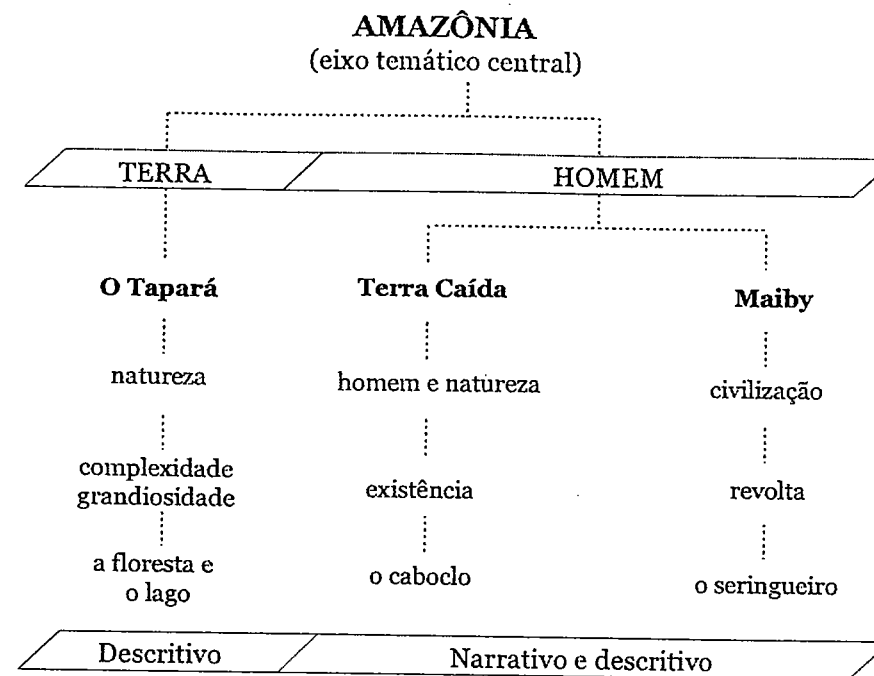 AMAZÔNIA
(eixo temático central)
TERRA
HOMEM
O Tapará
Terra Caída
Maiby
natureza
homem e natureza
civilização
complexidade
grandiosidade
existência
revolta
a floresta e
o lago
o caboclo
o seringueiro
Descritivo
Narrativo e descritivo